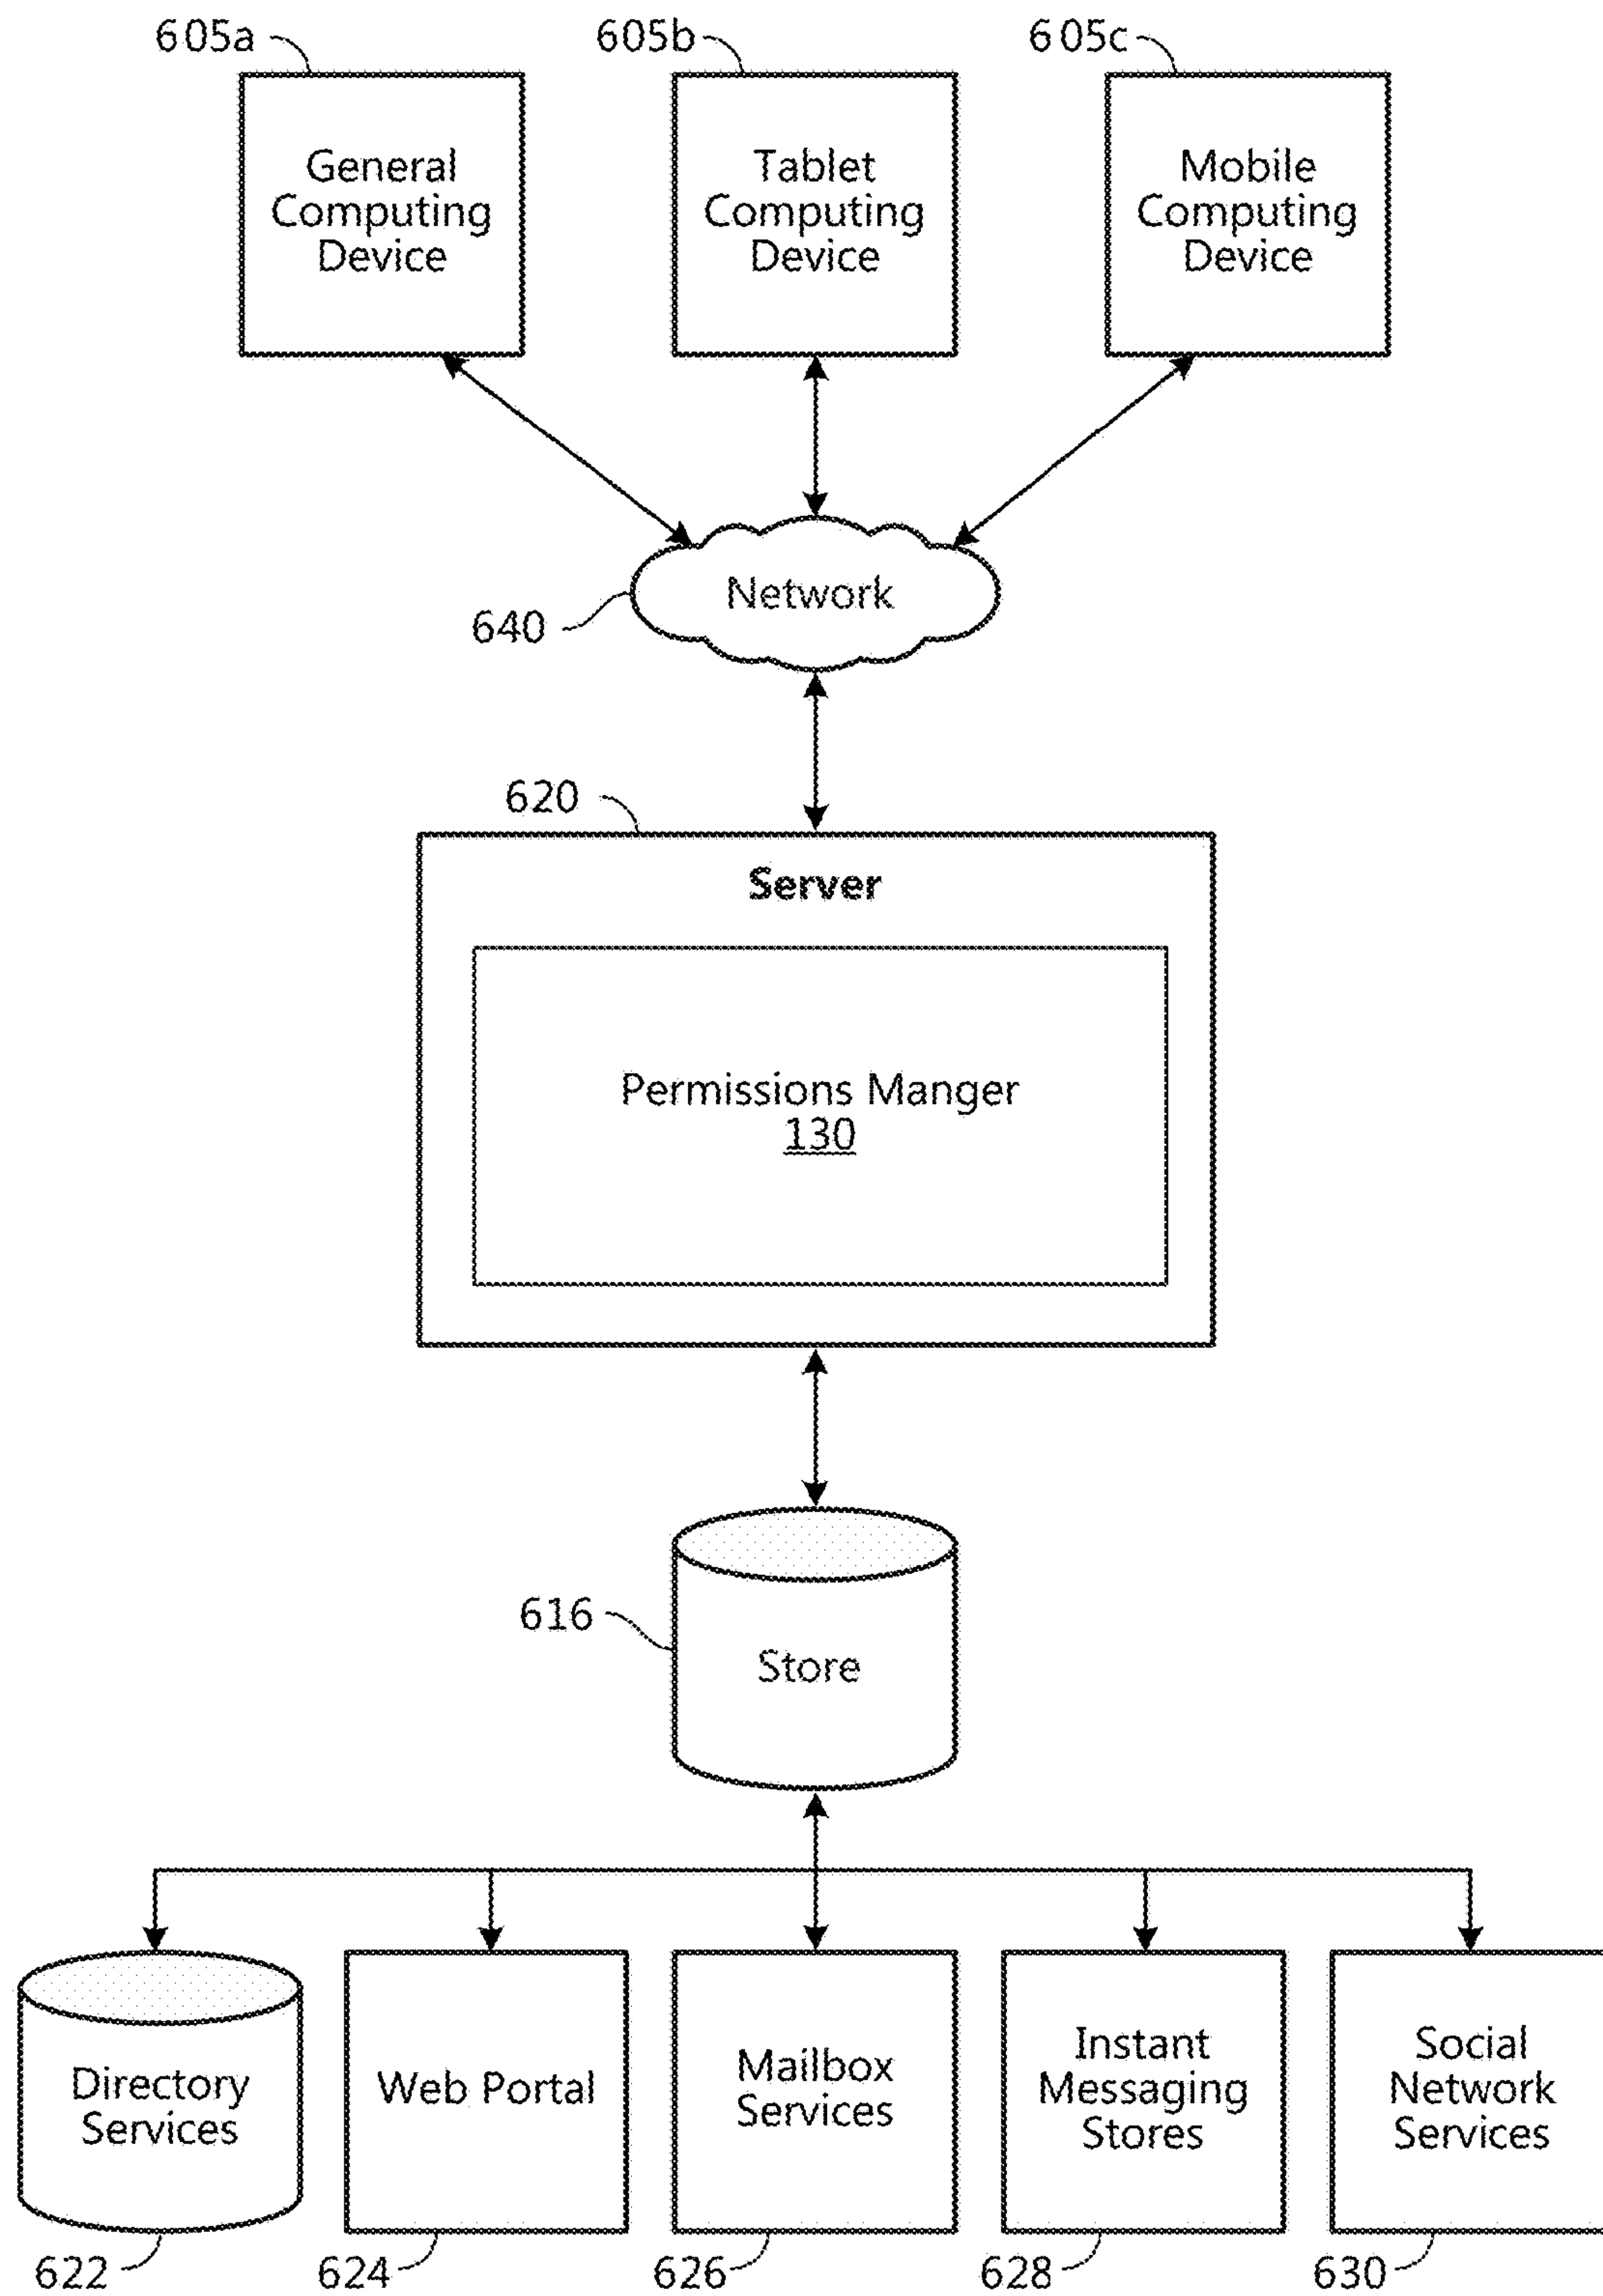 605a
605b
605c
General
Computing
Device
Tablet
Computing
Device
Mobile
Computing
Device
Network
640
620
Server
Permissions Manger
130
616
Store
Directory
Services
Web Portal
Mailbox
Services
Instant
Messaging
Stores
Social
Network
Services
622
624
626
628
630